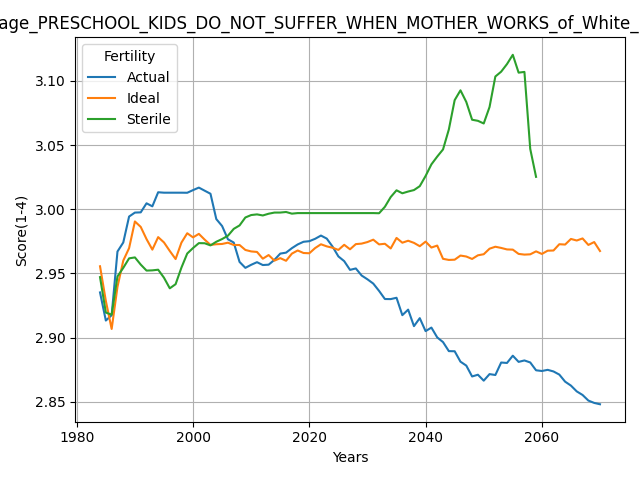 age_PRESCHOOL_KIDS_DO_NOT_SUFFER_WHEN_MOTHER_WORKS_of_White_
Fertility
Actual
Ideal
Sterile
Score(1-4)
3.10
3.05
3.00
2.95
2.90
2.85
1980 2000 2020 2040 2060
Years